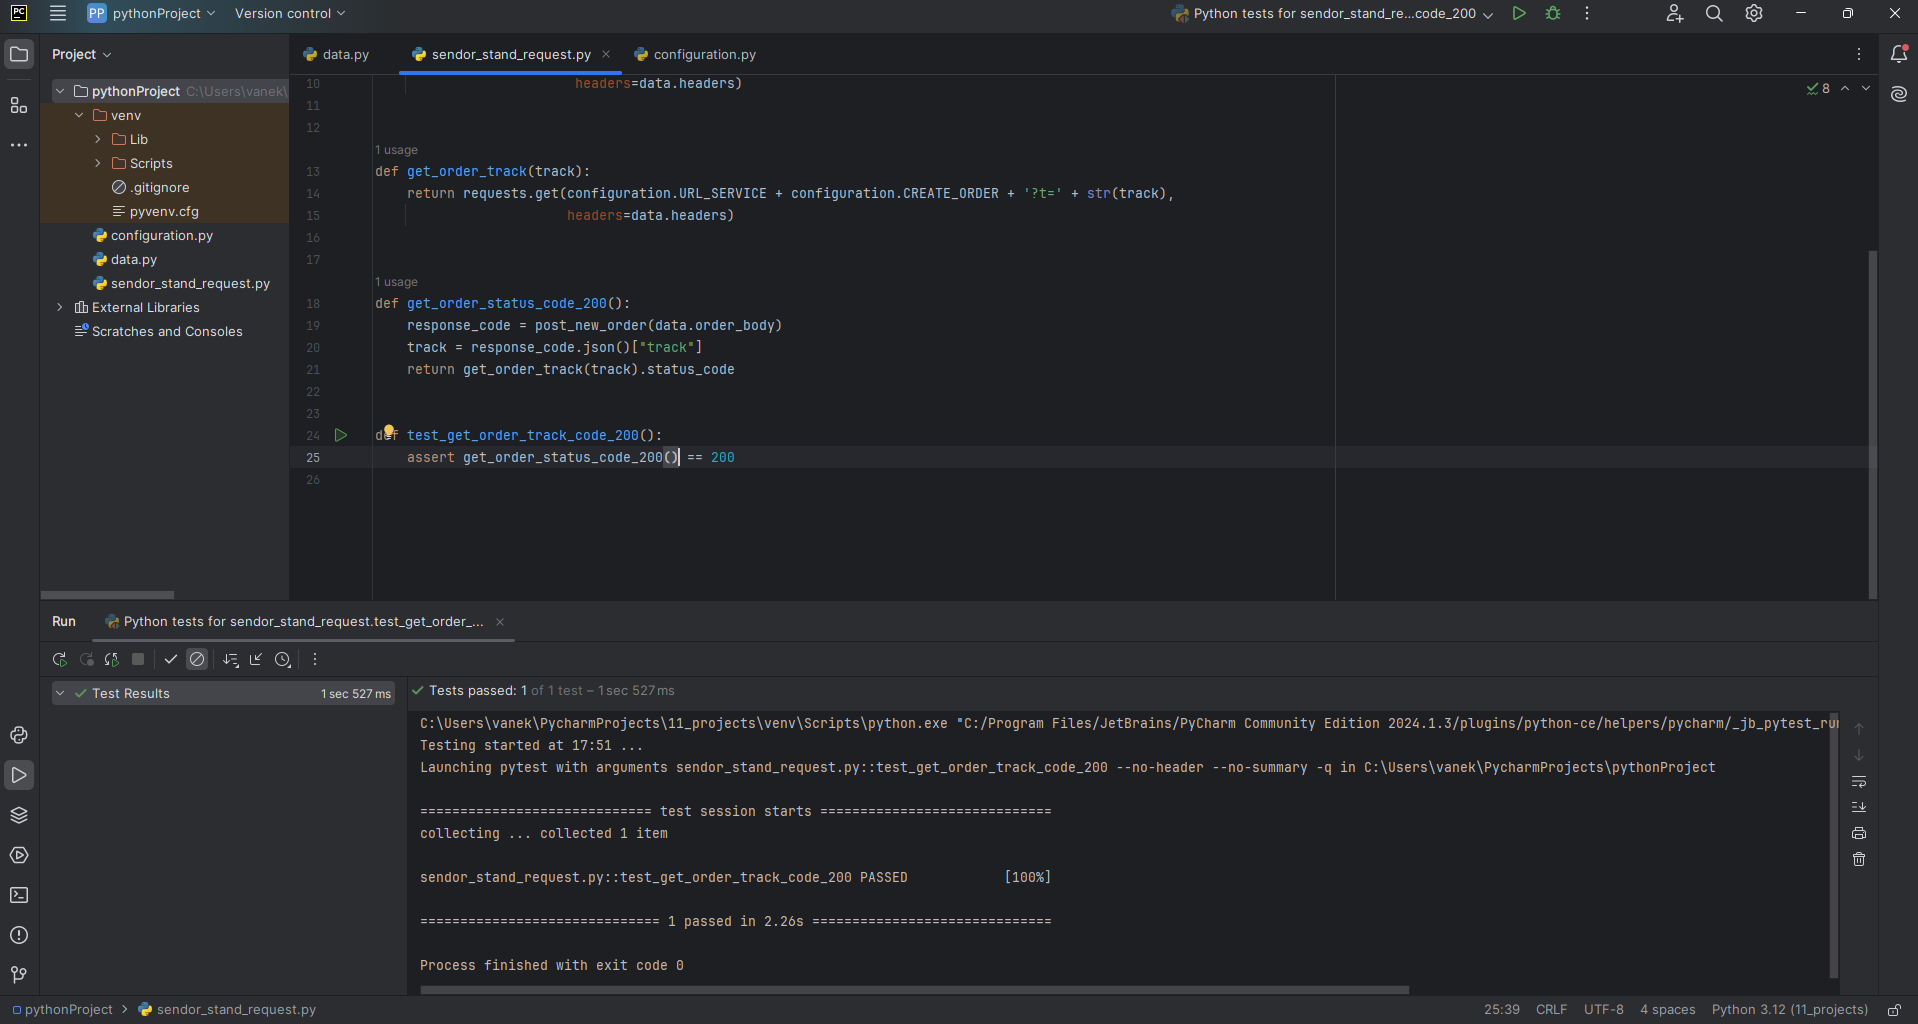 PC
PP pythonProject
Version control
Python tests for sendor_stand_re...code_200
Project
data.py
sendor_stand_request.py
configuration.py
pythonProject C:\Users\vanek\
venv
Lib
Scripts
.gitignore
pyvenv.cfg
configuration.py
data.py
sendor_stand_request.py
External Libraries
Scratches and Consoles
8
10 headers=data.headers)
11
12
1 usage
13 def get_order_track(track):
14 return requests.get(configuration.URL_SERVICE + configuration.CREATE_ORDER + '?t=' + str(track),
15 headers=data.headers)
16
17
1 usage
18 def get_order_status_code_200():
19 response_code = post_new_order(data.order_body)
20 track = response_code.json()["track"]
21 return get_order_track(track).status_code
22
23
24 def test_get_order_track_code_200():
25 assert get_order_status_code_200() == 200
26
Run
Python tests for sendor_stand_request.test_get_order_...
Test Results 1 sec 527 ms
Tests passed: 1 of 1 test – 1 sec 527 ms
C:\Users\vanek\PycharmProjects\11_projects\venv\Scripts\python.exe "C:/Program Files/JetBrains/PyCharm Community Edition 2024.1.3/plugins/python-ce/helpers/pycharm/_jb_pytest_run
Testing started at 17:51 ...
Launching pytest with arguments sendor_stand_request.py::test_get_order_track_code_200 --no-header --no-summary -q in C:\Users\vanek\PycharmProjects\pythonProject
============================= test session starts =============================
collecting ... collected 1 item
sendor_stand_request.py::test_get_order_track_code_200 PASSED [100%]
============================== 1 passed in 2.26s ==============================
Process finished with exit code 0
pythonProject > sendor_stand_request.py
25:39 CRLF UTF-8 4 spaces Python 3.12 (11_projects)